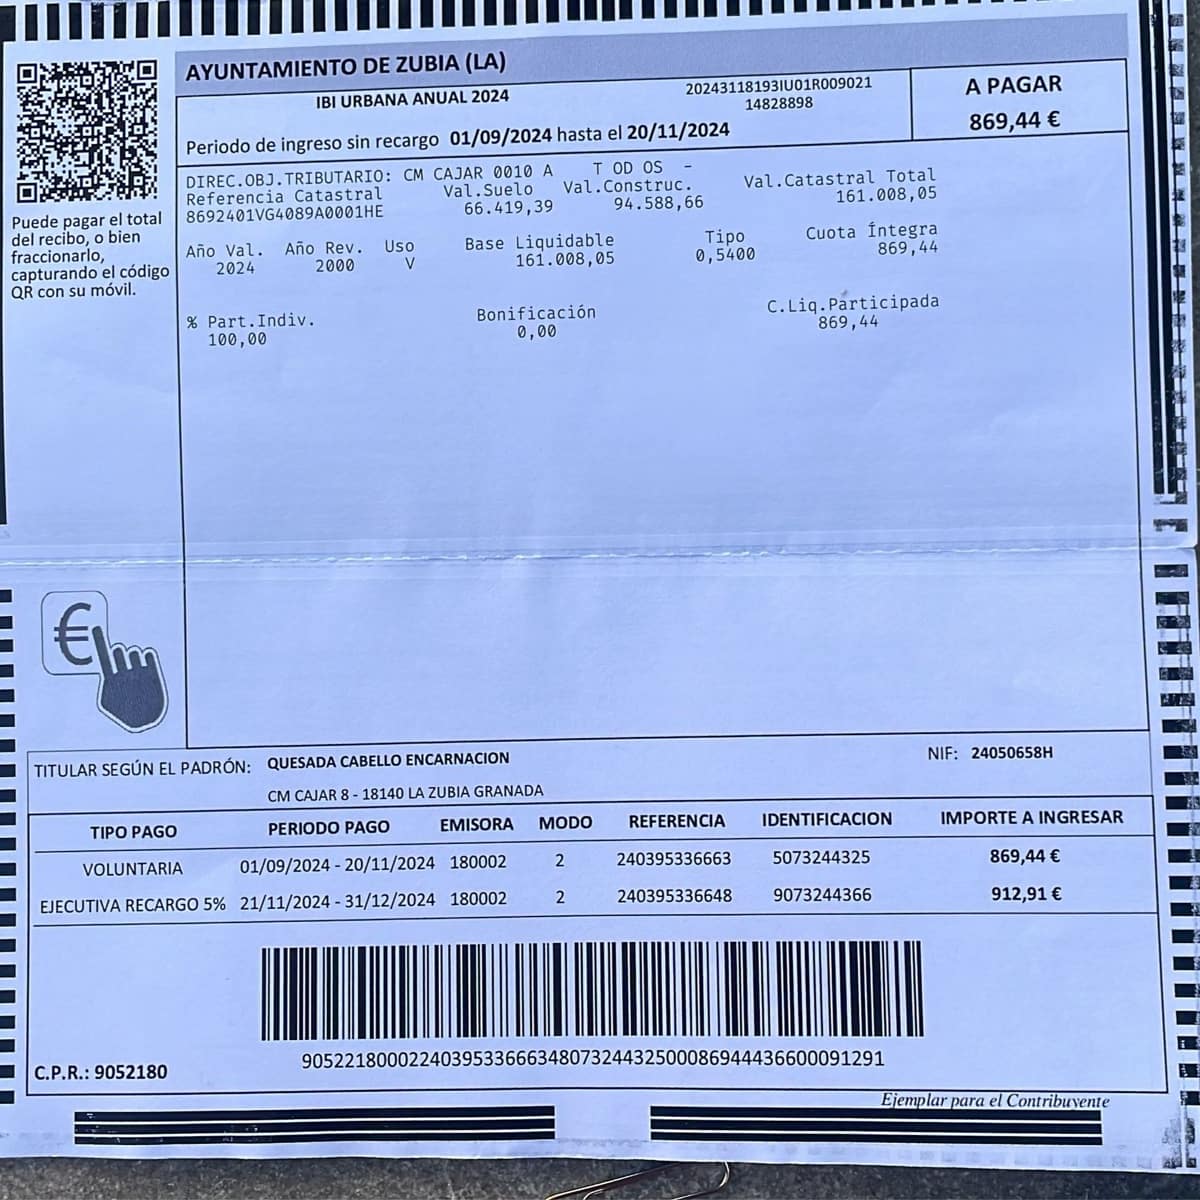 AYUNTAMIENTO DE ZUBIA (LA)
IBI URBANA ANUAL 2024
20243118193IU01R009021
14828898
A PAGAR
869,44 €
Periodo de ingreso sin recargo 01/09/2024 hasta el 20/11/2024
Puede pagar el total
del recibo, o bien
fraccionarlo,
capturando el código
QR con su móvil.
DIREC.OBJ.TRIBUTARIO: CM CAJAR 0010 A T OD OS -
Referencia Catastral Val.Suelo Val.Construc. Val.Catastral Total
8692401VG4089A0001HE 66.419,39 94.588,66 161.008,05
Año Val. Año Rev. Uso Base Liquidable Tipo Cuota Íntegra
2024 2000 V 161.008,05 0,5400 869,44
% Part.Indiv. Bonificación C.Liq.Participada
100,00 0,00 869,44
€
TITULAR SEGÚN EL PADRÓN: QUESADA CABELLO ENCARNACION NIF: 24050658H
CM CAJAR 8 - 18140 LA ZUBIA GRANADA
TIPO PAGO PERIODO PAGO EMISORA MODO REFERENCIA IDENTIFICACION IMPORTE A INGRESAR
VOLUNTARIA 01/09/2024 - 20/11/2024 180002 2 240395336663 5073244325 869,44 €
EJECUTIVA RECARGO 5% 21/11/2024 - 31/12/2024 180002 2 240395336648 9073244366 912,91 €
90522180002240395336663480732443250008694443660009129​1
C.P.R.: 9052180
Ejemplar para el Contribuyente